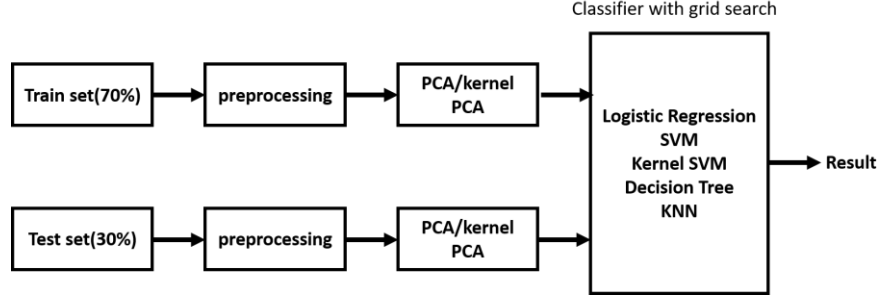 Classifier with grid search
Train set(70%)
preprocessing
PCA/kernel
PCA
Logistic Regression
SVM
Kernel SVM
Decision Tree
KNN
Result
Test set(30%)
preprocessing
PCA/kernel
PCA